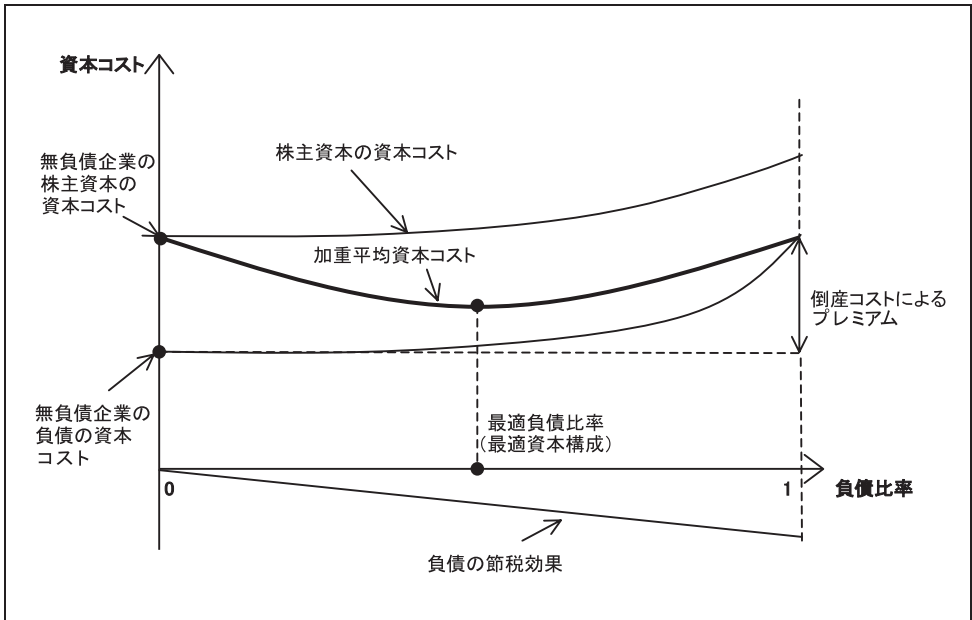 資本コスト
株主資本の資本コスト
無負債企業の
株主資本の
資本コスト
加重平均資本コスト
倒産コストによる
プレミアム
無負債企業の
負債の資本
コスト
最適負債比率
（最適資本構成）
0
1
負債比率
負債の節税効果